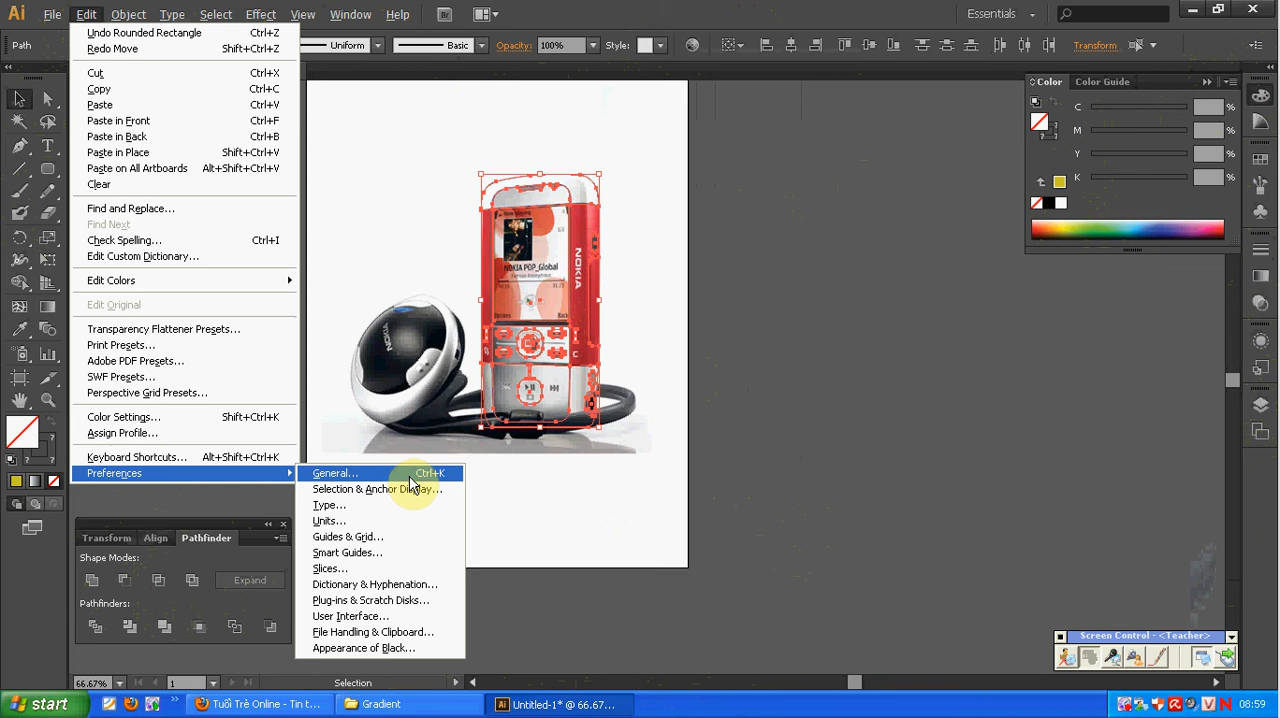 Ai File Edit Object Type Select Effect View Window Help Br Essentials
Path Uniform Basic Opacity: 100% Style: Transform
Undo Rounded Rectangle Ctrl+Z
Redo Move Shift+Ctrl+Z
Cut Ctrl+X
Copy Ctrl+C
Paste Ctrl+V
Paste in Front Ctrl+F
Paste in Back Ctrl+B
Paste in Place Shift+Ctrl+V
Paste on All Artboards Alt+Shift+Ctrl+V
Clear
Find and Replace...
Find Next
Check Spelling... Ctrl+I
Edit Custom Dictionary...
Edit Colors
Edit Original
Transparency Flattener Presets...
Print Presets...
Adobe PDF Presets...
SWF Presets...
Perspective Grid Presets...
Color Settings... Shift+Ctrl+K
Assign Profile...
Keyboard Shortcuts... Alt+Shift+Ctrl+K
Preferences
General... Ctrl+K
Selection & Anchor Display...
Type...
Units...
Guides & Grid...
Smart Guides...
Slices...
Dictionary & Hyphenation...
Plug-ins & Scratch Disks...
User Interface...
File Handling & Clipboard...
Appearance of Black...
Color Color Guide
C %
M %
Y %
K %
NOKIA POP_Global
NOKIA
NOKIA
Back
Transform Align Pathfinder
Shape Modes:
Expand
Pathfinders:
66.67% 1 Selection
Screen Control - <Teacher>
start Tuổi Trẻ Online - Tin t... Gradient Ai Untitled-1* @ 66.67... 08:59